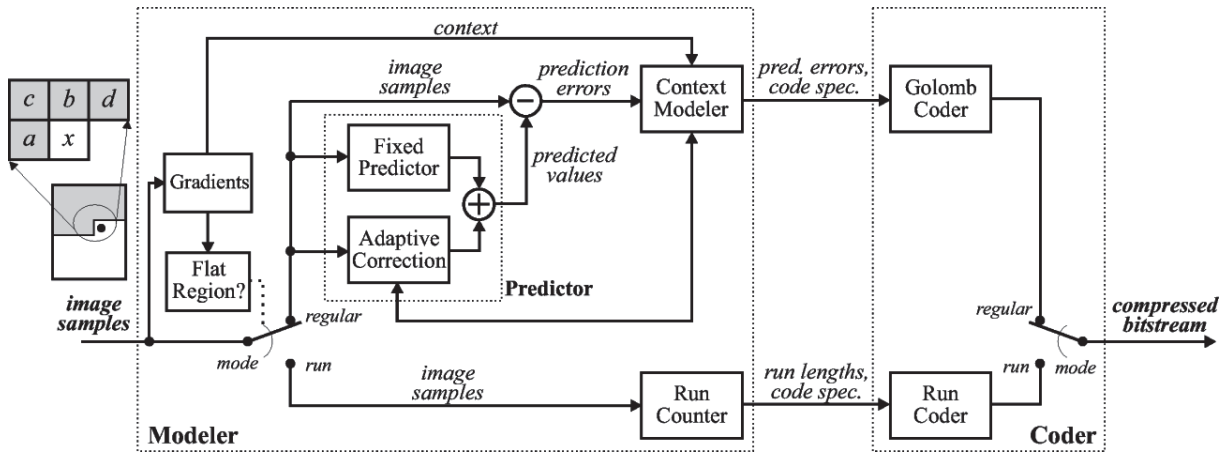 context
image
samples
prediction
errors
Context
Modeler
pred. errors,
code spec.
Golomb
Coder
c b d
a x
Gradients
Fixed
Predictor
predicted
values
−
+
Flat
Region?
Adaptive
Correction
Predictor
image
samples
regular
mode
run
image
samples
Run
Counter
run lengths,
code spec.
Run
Coder
regular
run
mode
compressed
bitstream
Modeler
Coder